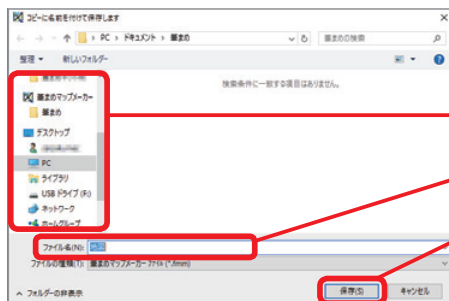 コピーに名前を付けて保存します
PC › ドキュメント › 筆まめ
筆まめの検索
整理
新しいフォルダー
検索条件に一致する項目はありません。
筆まめマップメーカー
筆まめ
デスクトップ
PC
ライブラリ
USB ドライブ (F:)
ネットワーク
ホームグループ
ファイル名(N):
ファイルの種類(T): 筆まめマップメーカー ファイル (*.fmm)
フォルダーの非表示
保存(S)
キャンセル